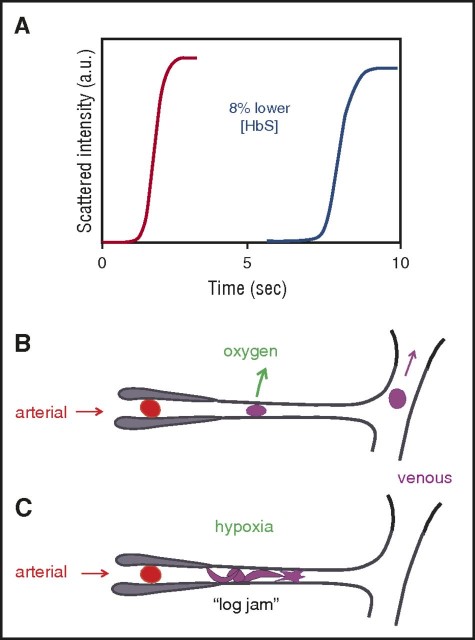 A
Scattered intensity (a.u.)
8% lower
[HbS]
0
5
10
Time (sec)
B
oxygen
arterial
venous
C
hypoxia
arterial
“log jam”